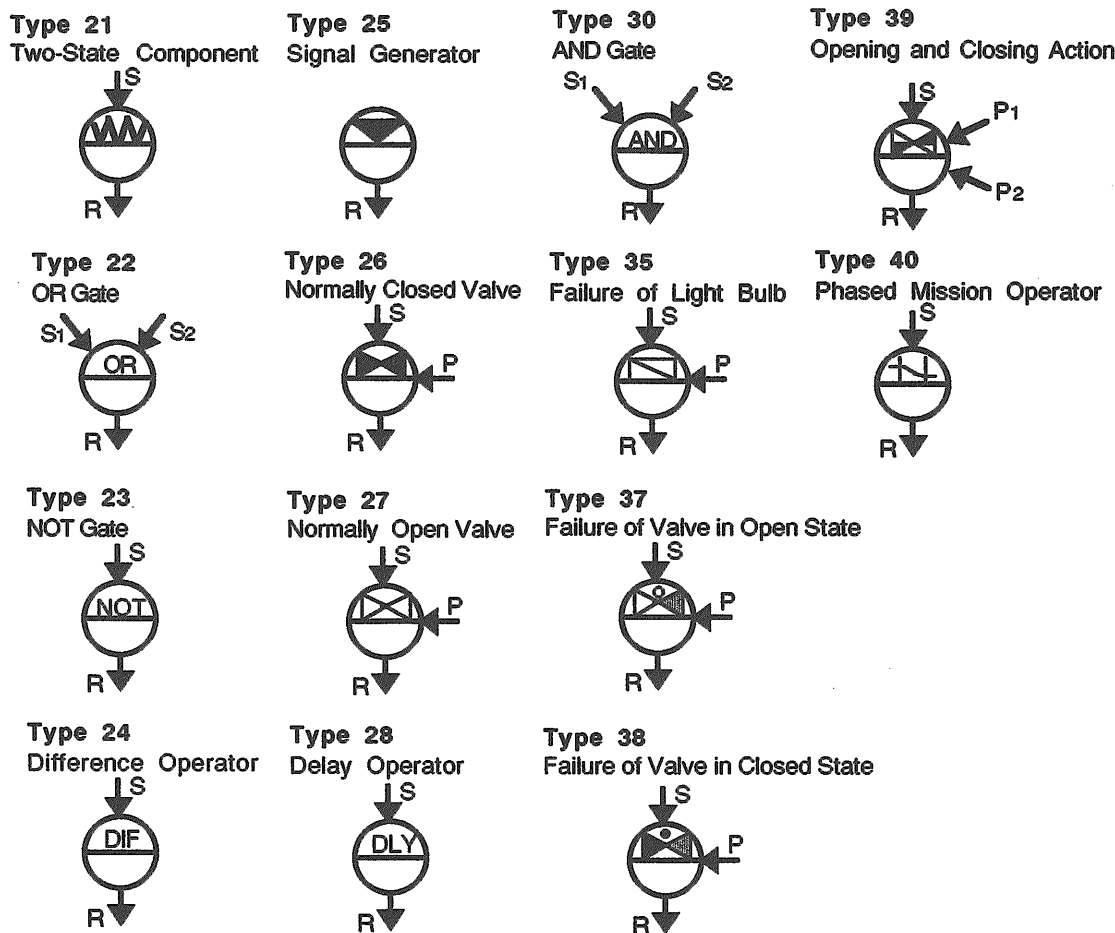 Type 21
Two-State Component
S
R
Type 25
Signal Generator
R
Type 30
AND Gate
S1 S2
AND
R
Type 39
Opening and Closing Action
S
P1
P2
R
Type 22
OR Gate
S1 S2
OR
R
Type 26
Normally Closed Valve
S
P
R
Type 35
Failure of Light Bulb
S
P
R
Type 40
Phased Mission Operator
S
R
Type 23
NOT Gate
S
NOT
R
Type 27
Normally Open Valve
S
P
R
Type 37
Failure of Valve in Open State
S
P
R
Type 24
Difference Operator
S
DIF
R
Type 28
Delay Operator
S
DLY
R
Type 38
Failure of Valve in Closed State
S
P
R